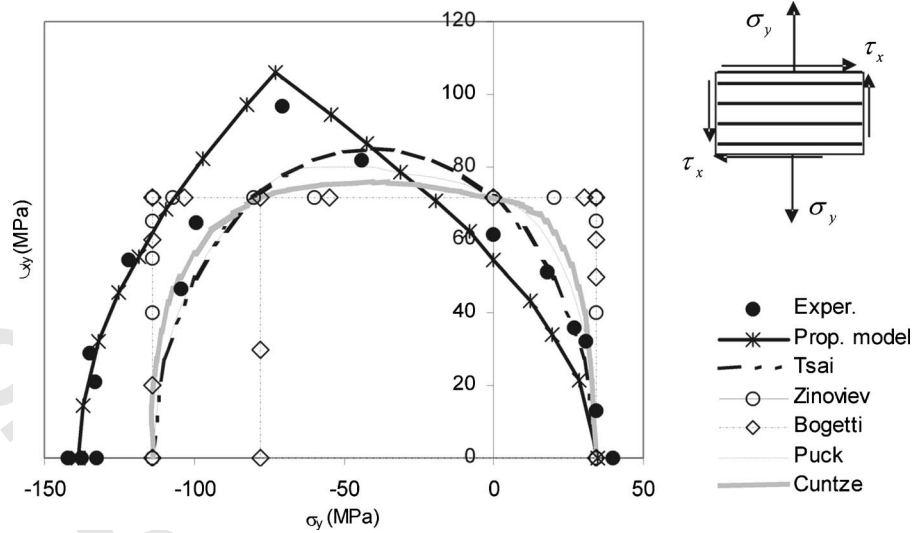 120
100
80
60
40
20
0
-150
-100
-50
0
50
σy (MPa)
σy
τx
τx
σy
Exper.
Prop. model
Tsai
Zinoviev
Bogetti
Puck
Cuntze